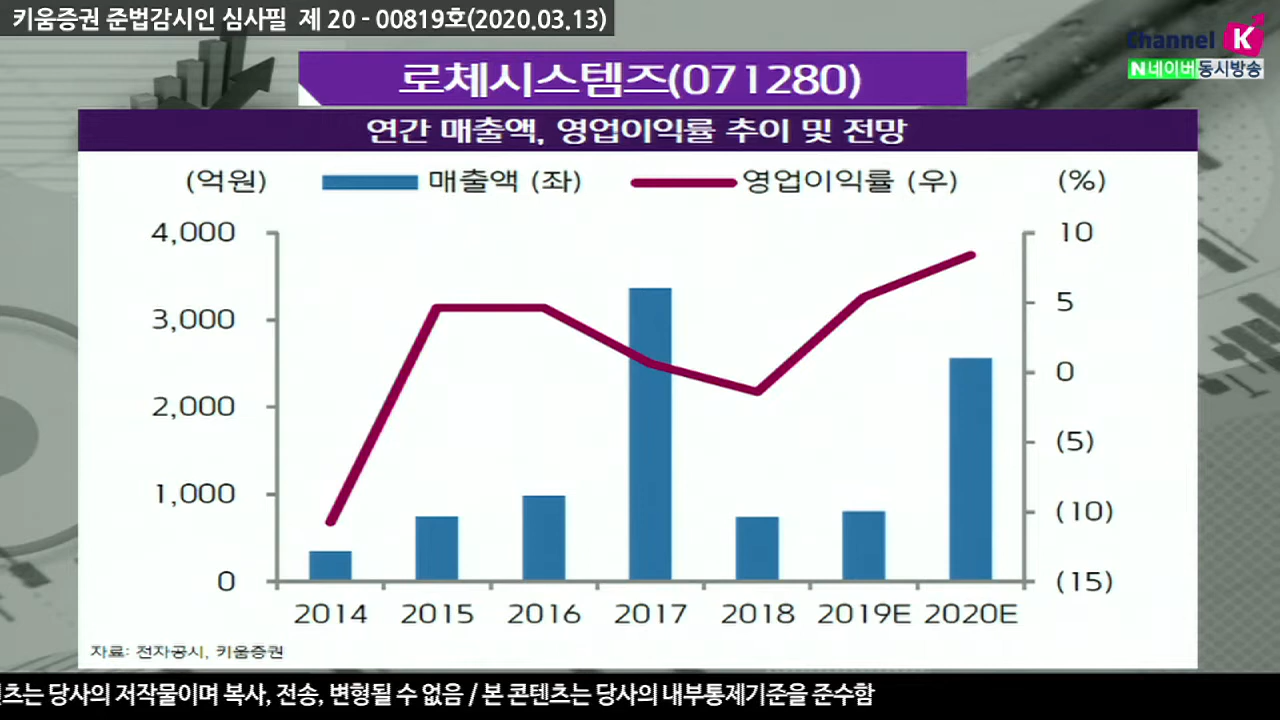 키움증권 준법감시인 심사필 제 20 - 00819호(2020.03.13)
Channel K
N 네이버 동시방송
로체시스템즈(071280)
연간 매출액, 영업이익률 추이 및 전망
(억원) 매출액 (좌) 영업이익률 (우) (%)
4,000 10
3,000 5
2,000 0
1,000 (5)
0 (10)
(15)
2014 2015 2016 2017 2018 2019E 2020E
자료: 전자공시, 키움증권
텐츠는 당사의 저작물이며 복사, 전송, 변형될 수 없음 / 본 콘텐츠는 당사의 내부통제기준을 준수함